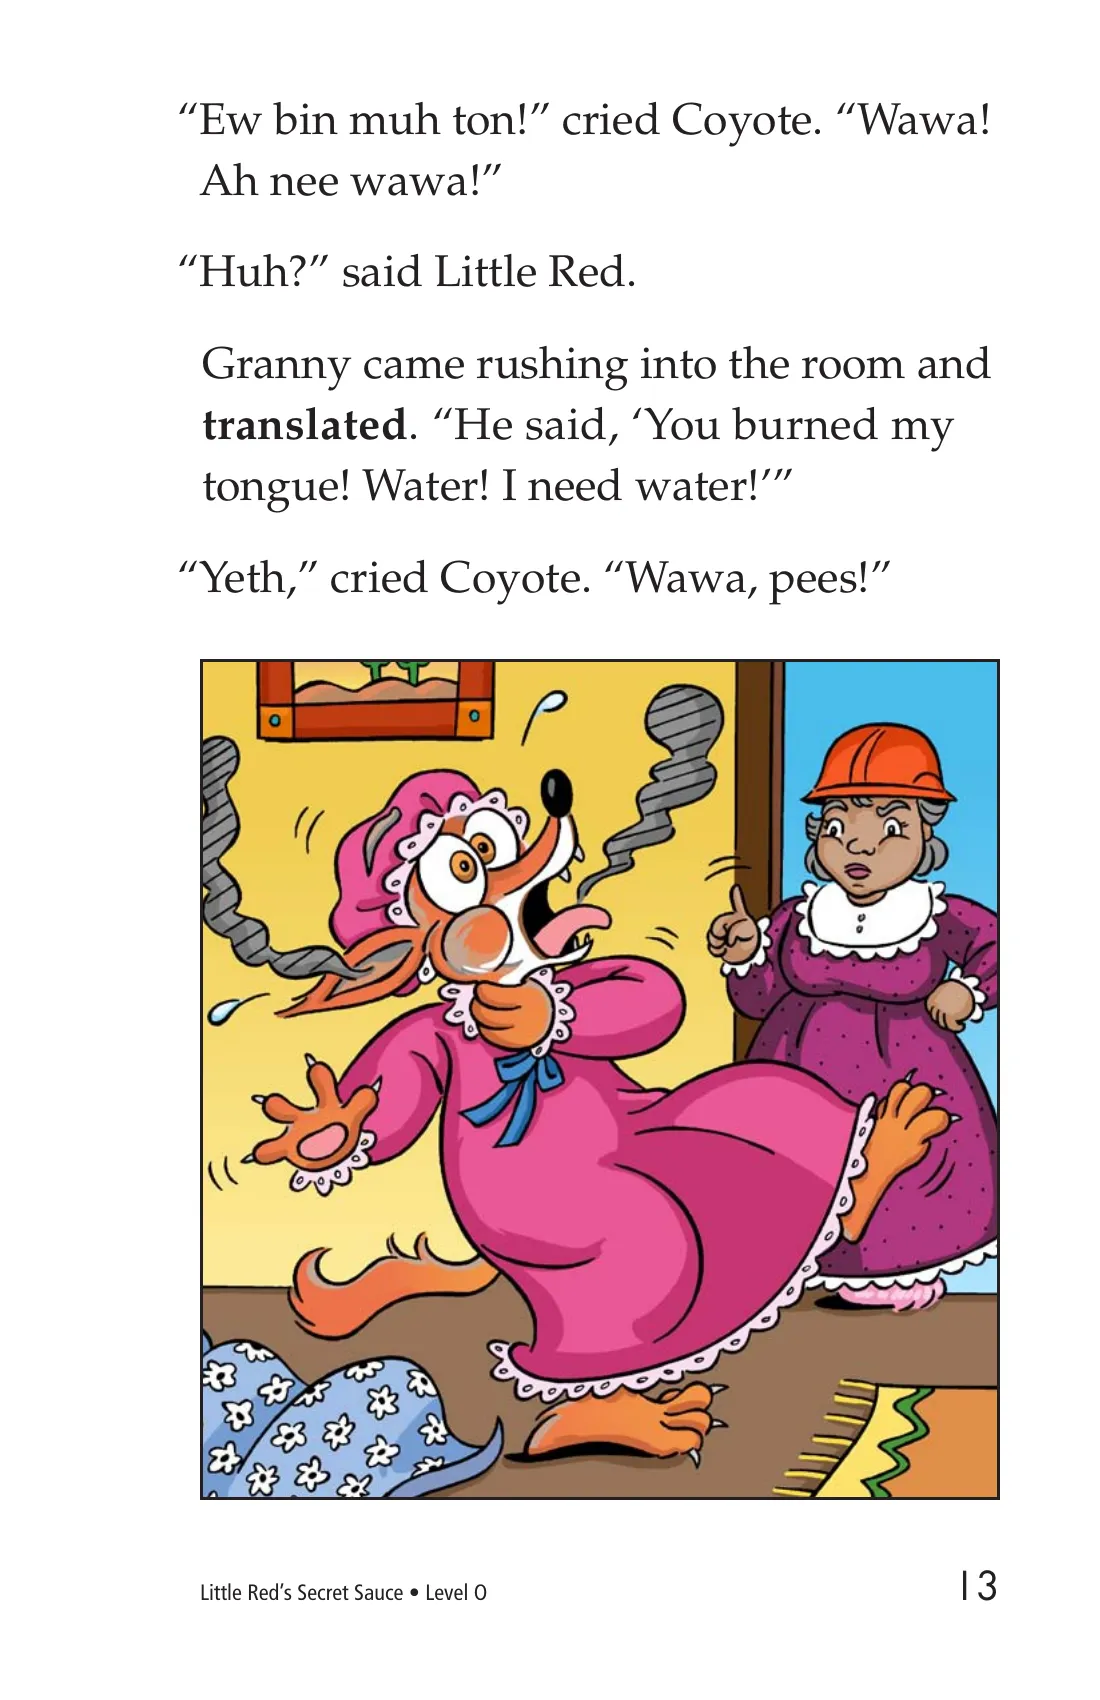 “Ew bin muh ton!” cried Coyote. “Wawa!
Ah nee wawa!”
“Huh?” said Little Red.
Granny came rushing into the room and
translated. “He said, ‘You burned my
tongue! Water! I need water!’”
“Yeth,” cried Coyote. “Wawa, pees!”
Little Red’s Secret Sauce • Level O
13